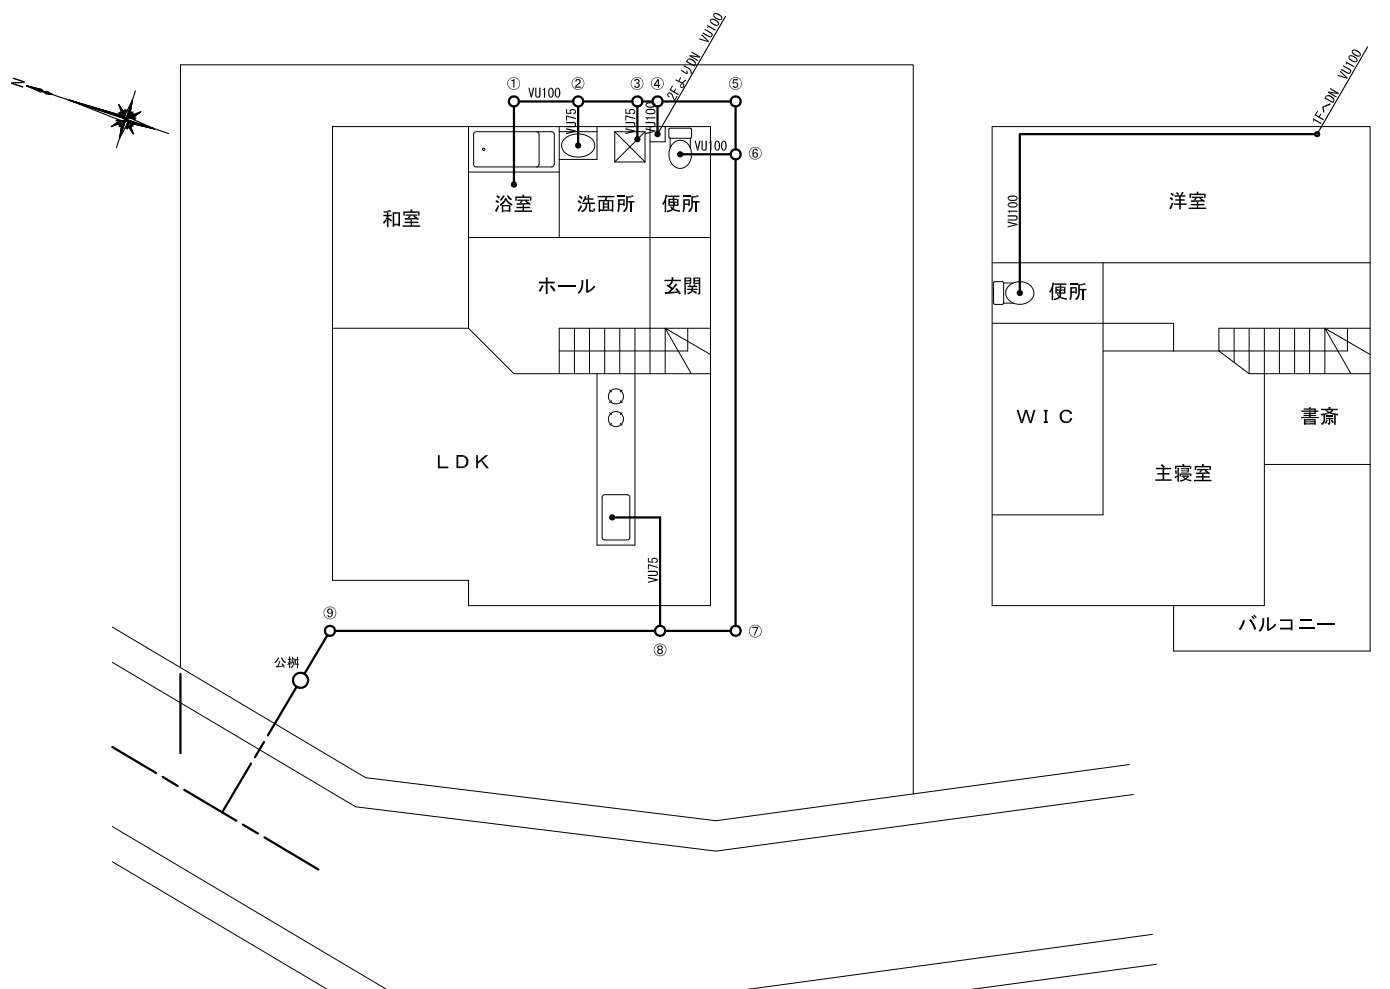 N
① VU100 ② ③ ④ ⑤
2FよりDN VU100
VU75
VU75
VU100
VU100 ⑥
和室
浴室
洗面所
便所
ホール
玄関
LDK
VU75
⑨
⑧
⑦
公桝
1FへDN VU100
VU100
洋室
便所
WIC
書斎
主寝室
バルコニー